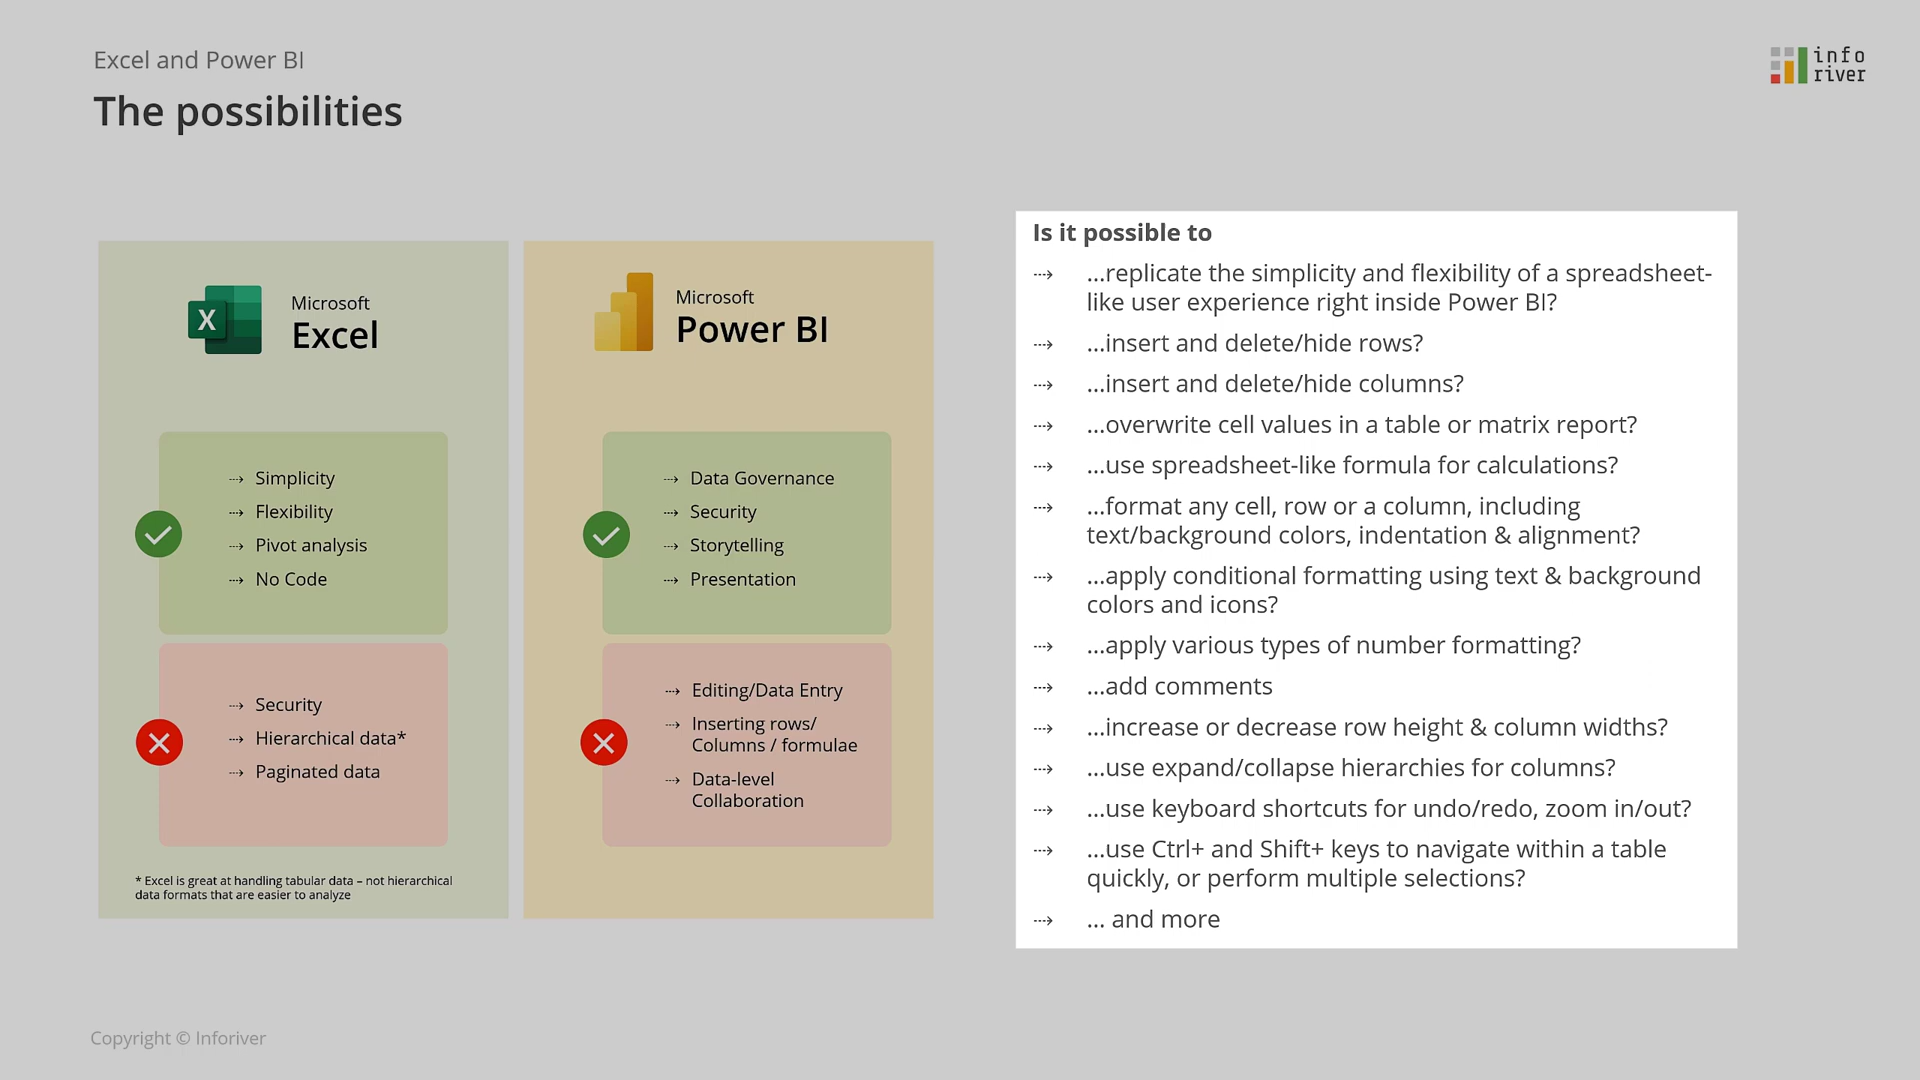 Excel and Power BI
The possibilities
info
river
Microsoft
Excel
X
⇢ Simplicity
⇢ Flexibility
⇢ Pivot analysis
⇢ No Code
⇢ Security
⇢ Hierarchical data*
⇢ Paginated data
* Excel is great at handling tabular data – not hierarchical
data formats that are easier to analyze
Microsoft
Power BI
⇢ Data Governance
⇢ Security
⇢ Storytelling
⇢ Presentation
⇢ Editing/Data Entry
⇢ Inserting rows/
Columns / formulae
⇢ Data-level
Collaboration
Is it possible to
⇢ ...replicate the simplicity and flexibility of a spreadsheet-
like user experience right inside Power BI?
⇢ ...insert and delete/hide rows?
⇢ ...insert and delete/hide columns?
⇢ ...overwrite cell values in a table or matrix report?
⇢ ...use spreadsheet-like formula for calculations?
⇢ ...format any cell, row or a column, including
text/background colors, indentation & alignment?
⇢ ...apply conditional formatting using text & background
colors and icons?
⇢ ...apply various types of number formatting?
⇢ ...add comments
⇢ ...increase or decrease row height & column widths?
⇢ ...use expand/collapse hierarchies for columns?
⇢ ...use keyboard shortcuts for undo/redo, zoom in/out?
⇢ ...use Ctrl+ and Shift+ keys to navigate within a table
quickly, or perform multiple selections?
⇢ ... and more
Copyright © Inforiver